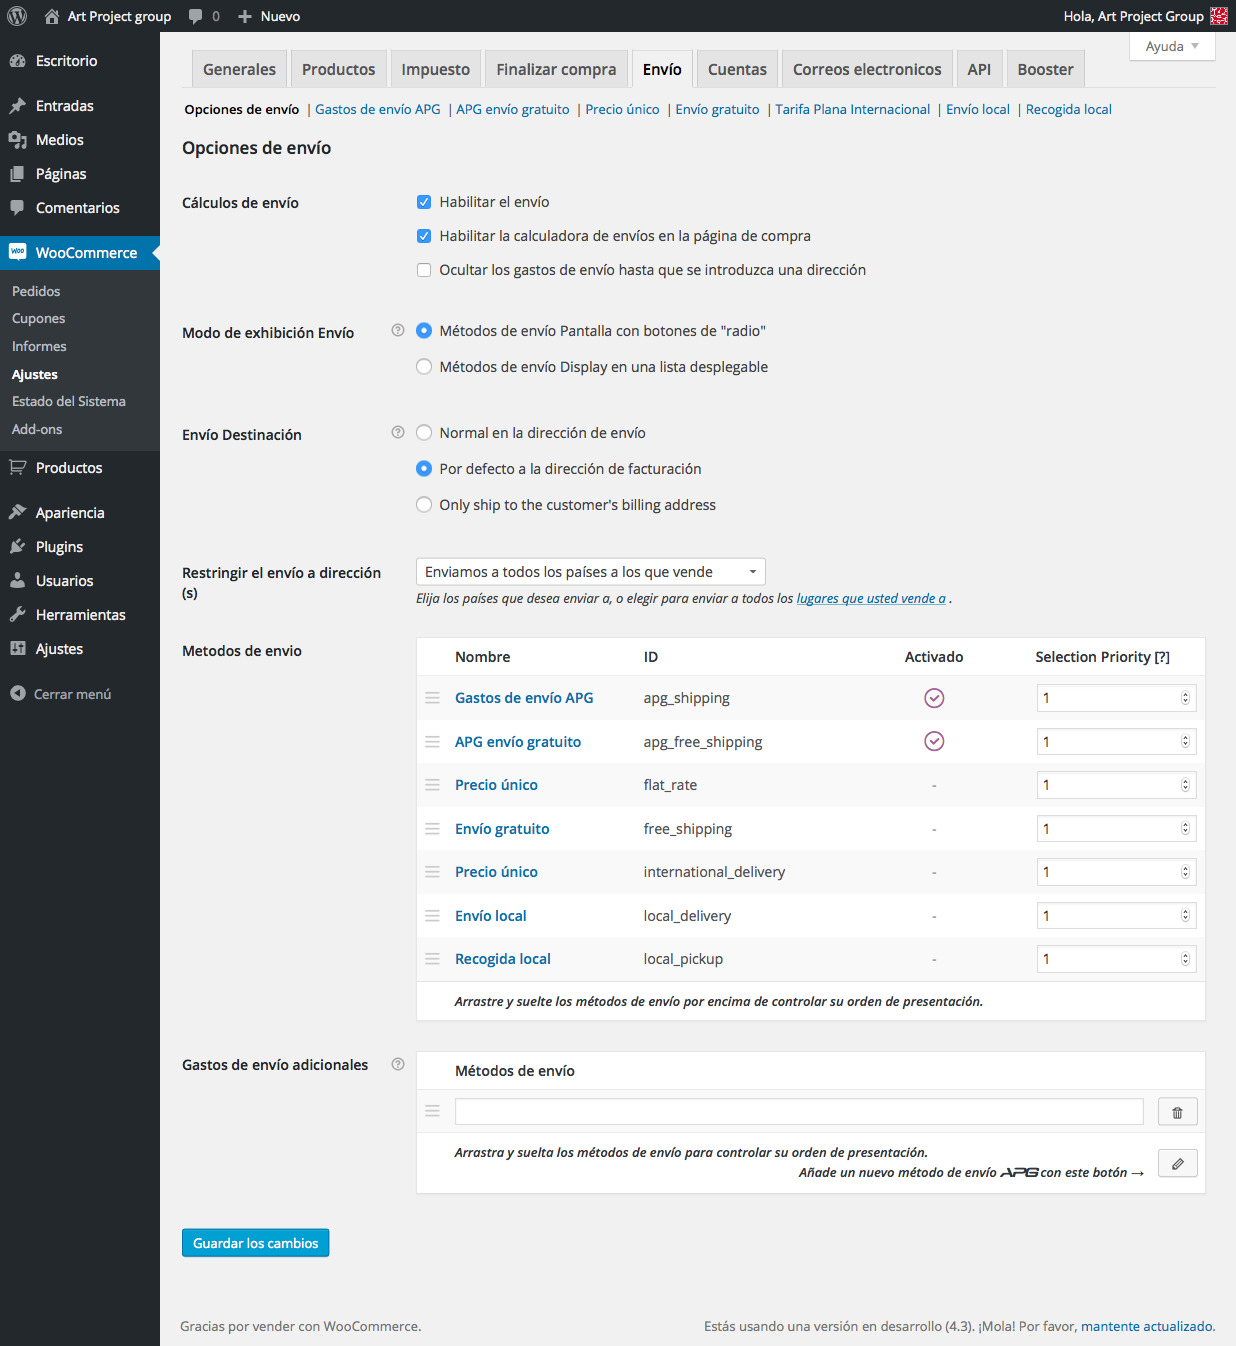 Art Project group 0 Nuevo Hola, Art Project Group
Ayuda
Escritorio
Entradas
Medios
Páginas
Comentarios
WooCommerce
Pedidos
Cupones
Informes
Ajustes
Estado del Sistema
Add-ons
Productos
Apariencia
Plugins
Usuarios
Herramientas
Ajustes
Cerrar menú
Generales Productos Impuesto Finalizar compra Envío Cuentas Correos electronicos API Booster
Opciones de envío | Gastos de envío APG | APG envío gratuito | Precio único | Envío gratuito | Tarifa Plana Internacional | Envío local | Recogida local
Opciones de envío
Cálculos de envío Habilitar el envío
Habilitar la calculadora de envíos en la página de compra
Ocultar los gastos de envío hasta que se introduzca una dirección
Modo de exhibición Envío ? Métodos de envío Pantalla con botones de "radio"
Métodos de envío Display en una lista desplegable
Envío Destinación ? Normal en la dirección de envío
Por defecto a la dirección de facturación
Only ship to the customer's billing address
Restringir el envío a dirección
(s)
Enviamos a todos los países a los que vende
Elija los países que desea enviar a, o elegir para enviar a todos los lugares que usted vende a .
Metodos de envio
Nombre ID Activado Selection Priority [?]
Gastos de envío APG apg_shipping 1
APG envío gratuito apg_free_shipping 1
Precio único flat_rate - 1
Envío gratuito free_shipping - 1
Precio único international_delivery - 1
Envío local local_delivery - 1
Recogida local local_pickup - 1
Arrastre y suelte los métodos de envío por encima de controlar su orden de presentación.
Gastos de envío adicionales ? Métodos de envío
Arrastra y suelta los métodos de envío para controlar su orden de presentación.
Añade un nuevo método de envío APG con este botón →
Guardar los cambios
Gracias por vender con WooCommerce. Estás usando una versión en desarrollo (4.3). ¡Mola! Por favor, mantente actualizado.